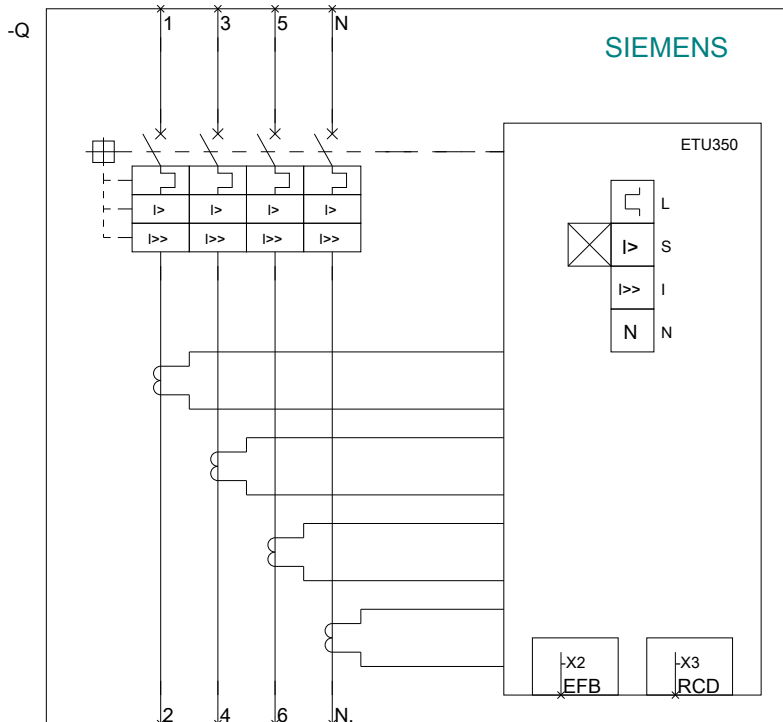 -Q
1 3 5 N
SIEMENS
ETU350
L
I> I> I> I>
I> S
I>> I>> I>> I>>
I>> I
N N
-X2 -X3
EFB RCD
2 4 6 N.